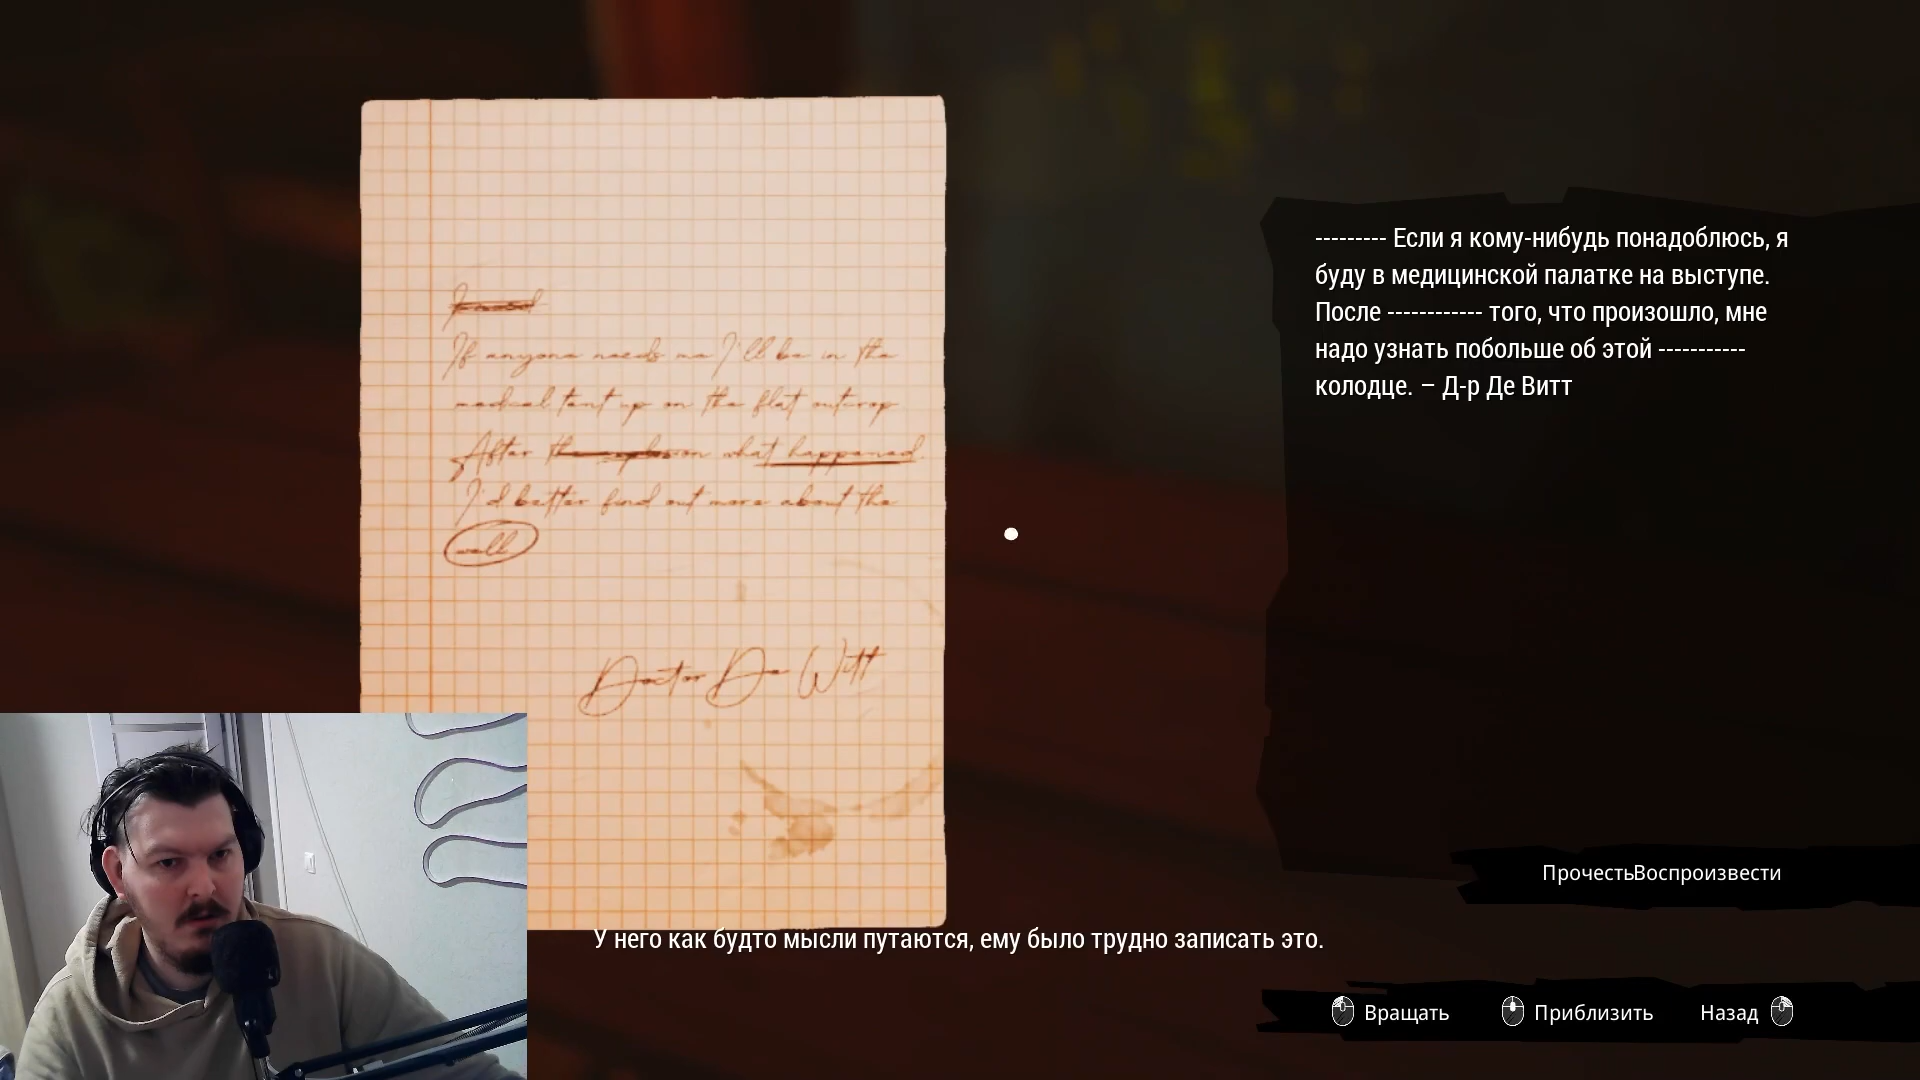 If anyone needs me I'll be in the
medical tent up on the flat outcrop
After the explosion what happened.
I'd better find out more about the
well
Doctor De Witt
--------- Если я кому-нибудь понадоблюсь, я
буду в медицинской палатке на выступе.
После ------------ того, что произошло, мне
надо узнать побольше об этой -----------
колодце. – Д-р Де Витт
ПрочестьВоспроизвести
У него как будто мысли путаются, ему было трудно записать это.
Вращать Приблизить Назад